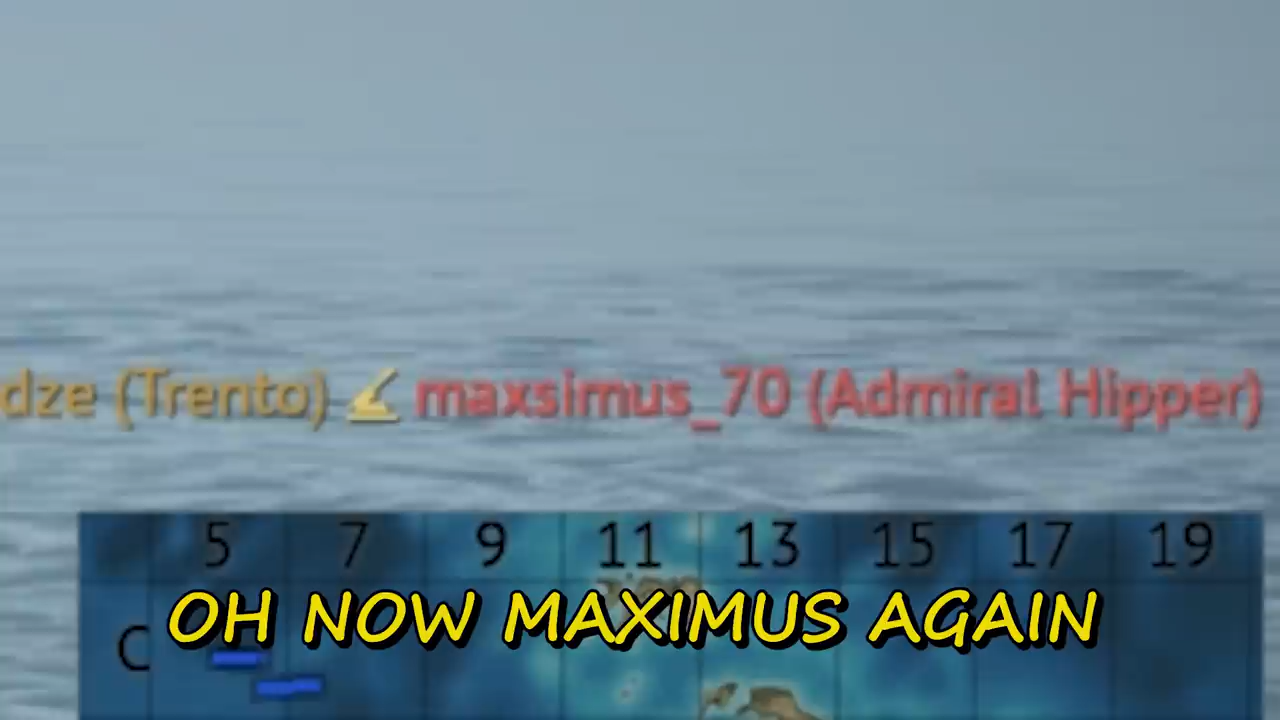 dze (Trento) maxsimus_70 (Admiral Hipper)
5 7 9 11 13 15 17 19
OH NOW MAXIMUS AGAIN
C